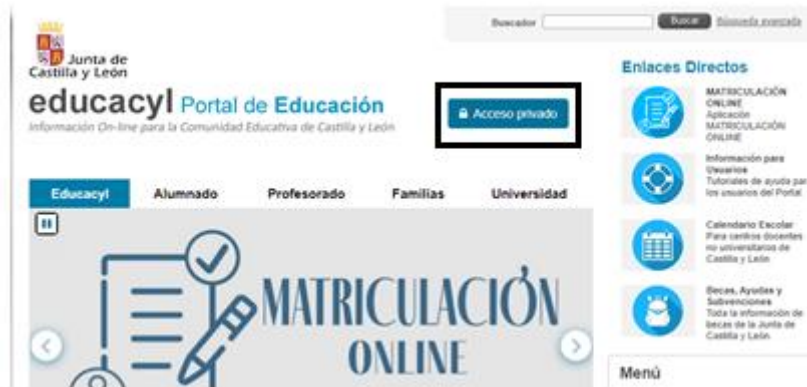 Buscador
Buscar
Búsqueda avanzada
Junta de
Castilla y León
educacyl Portal de Educación
Información On-line para la Comunidad Educativa de Castilla y León
Acceso privado
Educacyl
Alumnado
Profesorado
Familias
Universidad
MATRICULACIÓN
ONLINE
Enlaces Directos
MATRICULACIÓN
ONLINE
Aplicación
MATRICULACIÓN
ONLINE
Información para
Usuarios
Tutoriales de ayuda par
los usuarios del Portal
Calendario Escolar
Para centros docentes
no universitarios de
Castilla y León
Becas, Ayudas y
Subvenciones
Toda la información de
becas de la Junta de
Castilla y León.
Menú